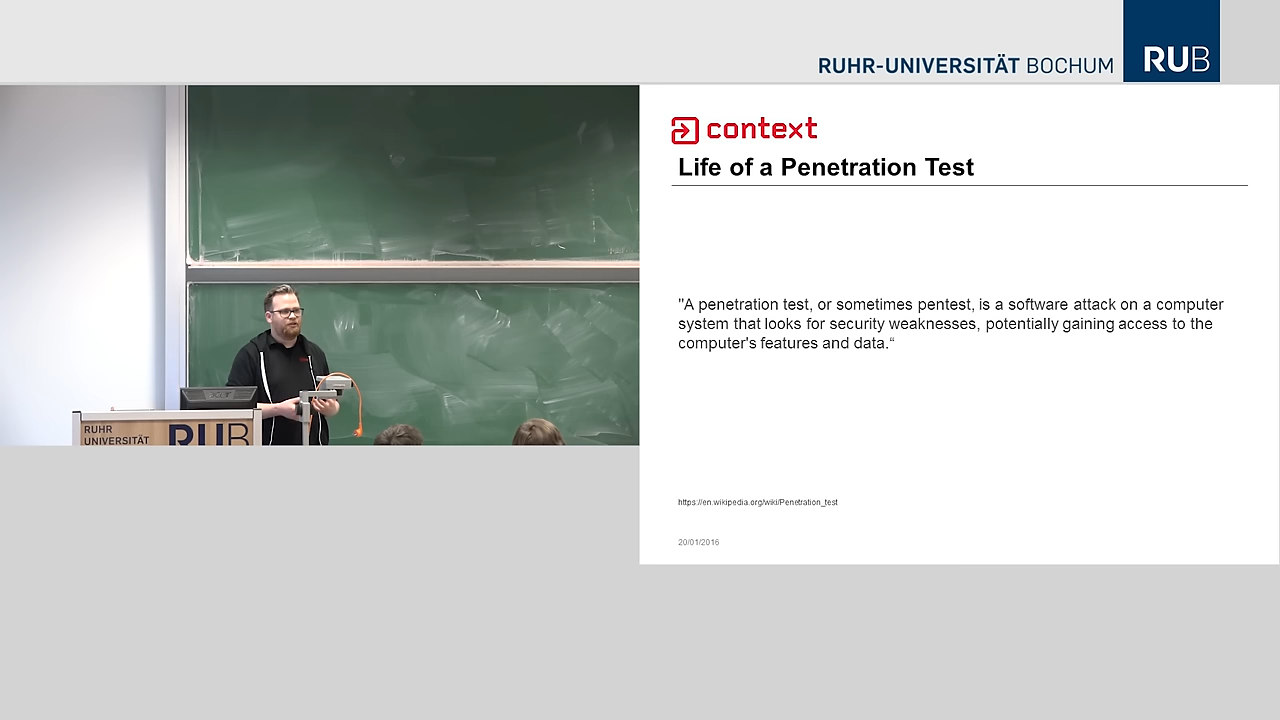 RUHR-UNIVERSITÄT BOCHUM RUB
context
Life of a Penetration Test
"A penetration test, or sometimes pentest, is a software attack on a computer
system that looks for security weaknesses, potentially gaining access to the
computer's features and data.“
https://en.wikipedia.org/wiki/Penetration_test
20/01/2016
RUHR
UNIVERSITÄT
RUB